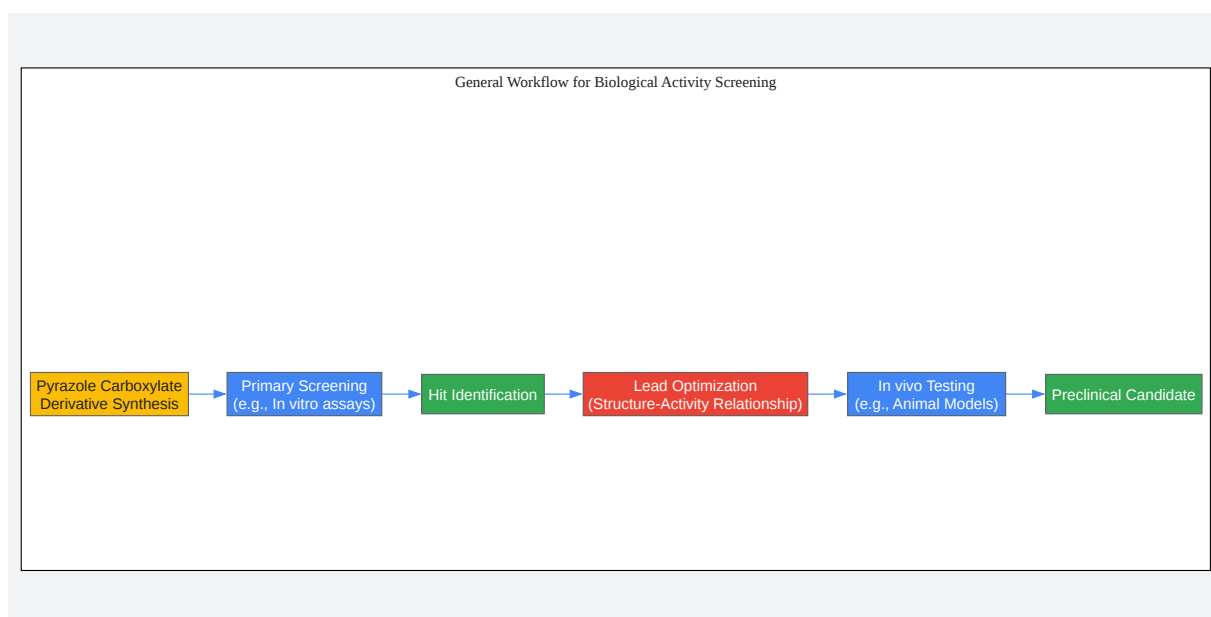 General Workflow for Biological Activity Screening
Pyrazole Carboxylate
Derivative Synthesis
Primary Screening
(e.g., In vitro assays)
Hit Identification
Lead Optimization
(Structure-Activity Relationship)
In vivo Testing
(e.g., Animal Models)
Preclinical Candidate